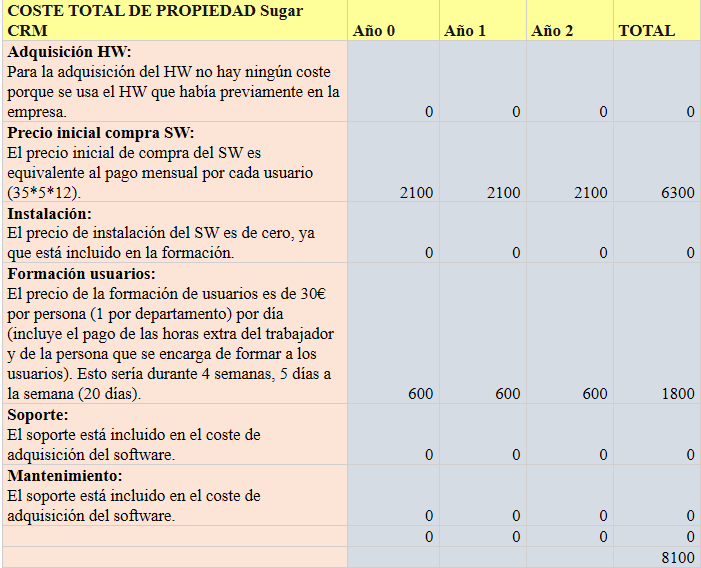 COSTE TOTAL DE PROPIEDAD Sugar
CRM Año 0 Año 1 Año 2 TOTAL
Adquisición HW:
Para la adquisición del HW no hay ningún coste
porque se usa el HW que había previamente en la
empresa. 0 0 0 0
Precio inicial compra SW:
El precio inicial de compra del SW es
equivalente al pago mensual por cada usuario
(35*5*12). 2100 2100 2100 6300
Instalación:
El precio de instalación del SW es de cero, ya
que está incluido en la formación. 0 0 0 0
Formación usuarios:
El precio de la formación de usuarios es de 30€
por persona (1 por departamento) por día
(incluye el pago de las horas extra del trabajador
y de la persona que se encarga de formar a los
usuarios). Esto sería durante 4 semanas, 5 días a
la semana (20 días). 600 600 600 1800
Soporte:
El soporte está incluido en el coste de
adquisición del software. 0 0 0 0
Mantenimiento:
El soporte está incluido en el coste de
adquisición del software. 0 0 0 0
0 0 0 0
8100